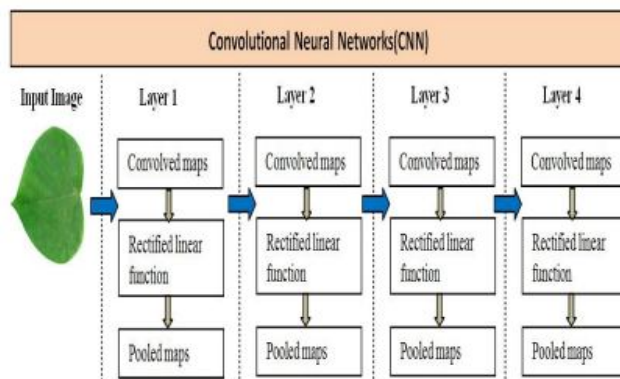 Convolutional Neural Networks(CNN)
Input Image
Layer 1
Layer 2
Layer 3
Layer 4
Convolved maps
Rectified linear
function
Pooled maps
Convolved maps
Rectified linear
function
Pooled maps
Convolved maps
Rectified linear
function
Pooled maps
Convolved maps
Rectified linear
function
Pooled maps